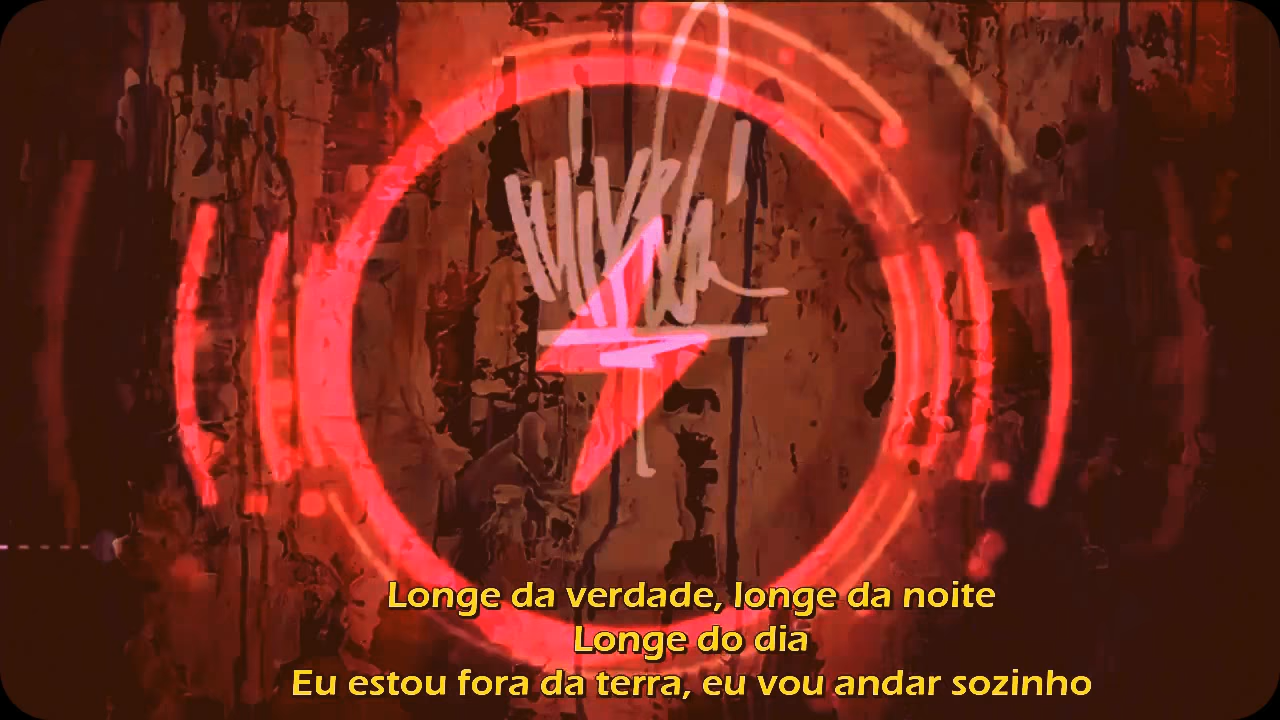 Longe da verdade, longe da noite
Longe do dia
Eu estou fora da terra, eu vou andar sozinho